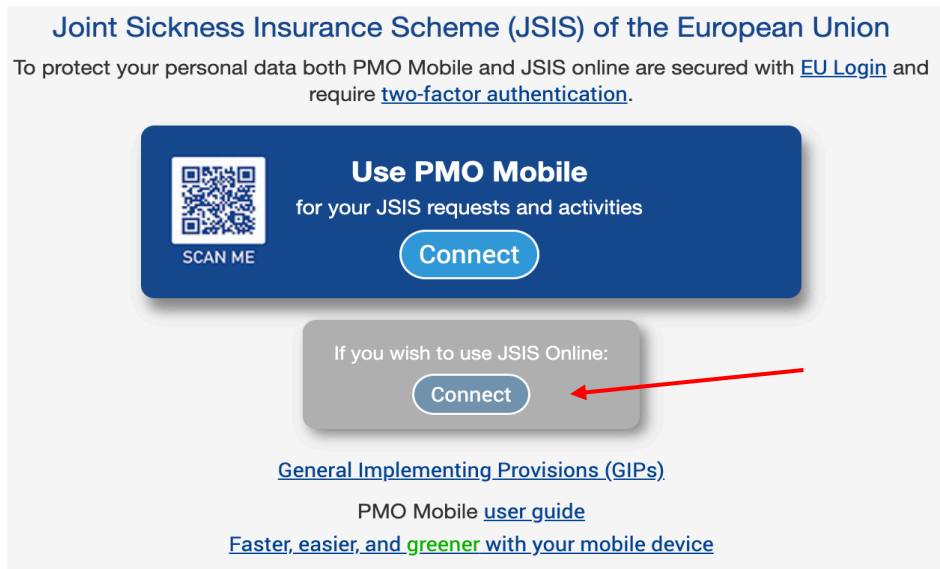 Joint Sickness Insurance Scheme (JSIS) of the European Union
To protect your personal data both PMO Mobile and JSIS online are secured with EU Login and
require two-factor authentication.
Use PMO Mobile
for your JSIS requests and activities
Connect
SCAN ME
If you wish to use JSIS Online:
Connect
General Implementing Provisions (GIPs)
PMO Mobile user guide
Faster, easier, and greener with your mobile device